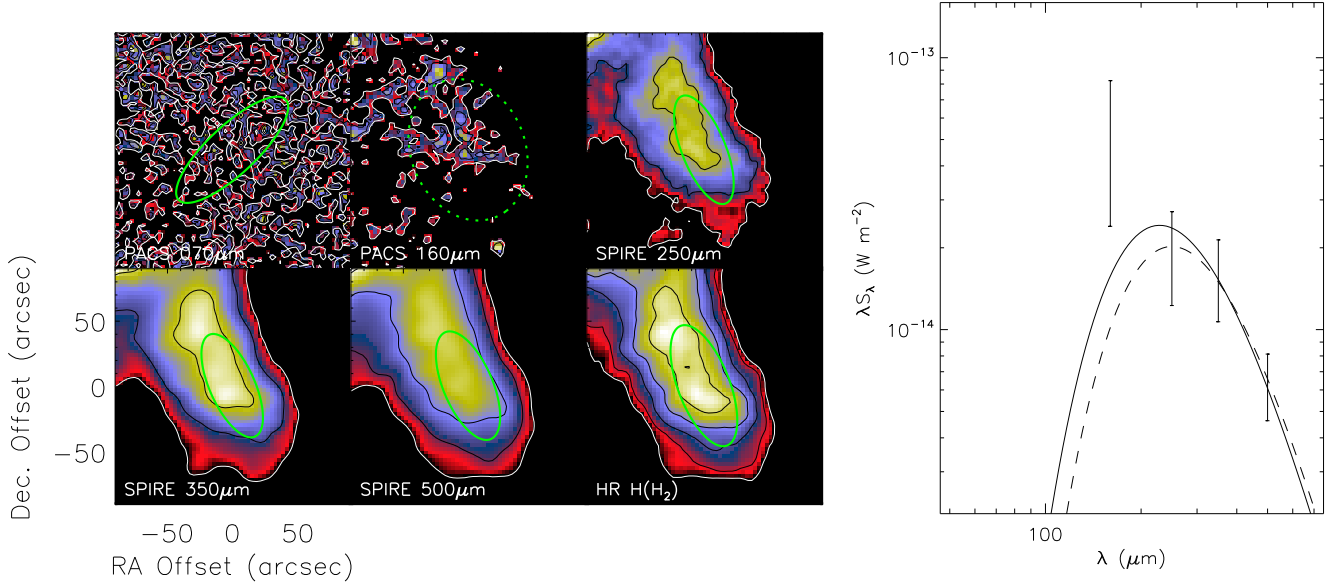 PACS 070μm
PACS 160μm
SPIRE 250μm
SPIRE 350μm
SPIRE 500μm
HR H(H₂)
Dec. Offset (arcsec)
50
0
−50
−50 0 50
RA Offset (arcsec)
λS_λ (W m⁻²)
10⁻¹³
10⁻¹⁴
100
λ (μm)